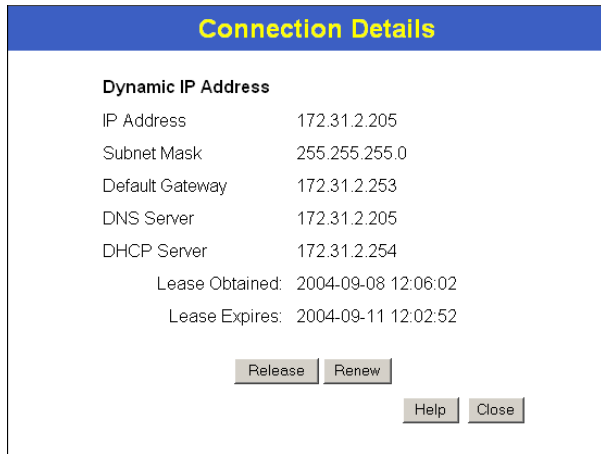 Connection Details
Dynamic IP Address
IP Address 172.31.2.205
Subnet Mask 255.255.255.0
Default Gateway 172.31.2.253
DNS Server 172.31.2.205
DHCP Server 172.31.2.254
Lease Obtained: 2004-09-08 12:06:02
Lease Expires: 2004-09-11 12:02:52
Release Renew
Help Close